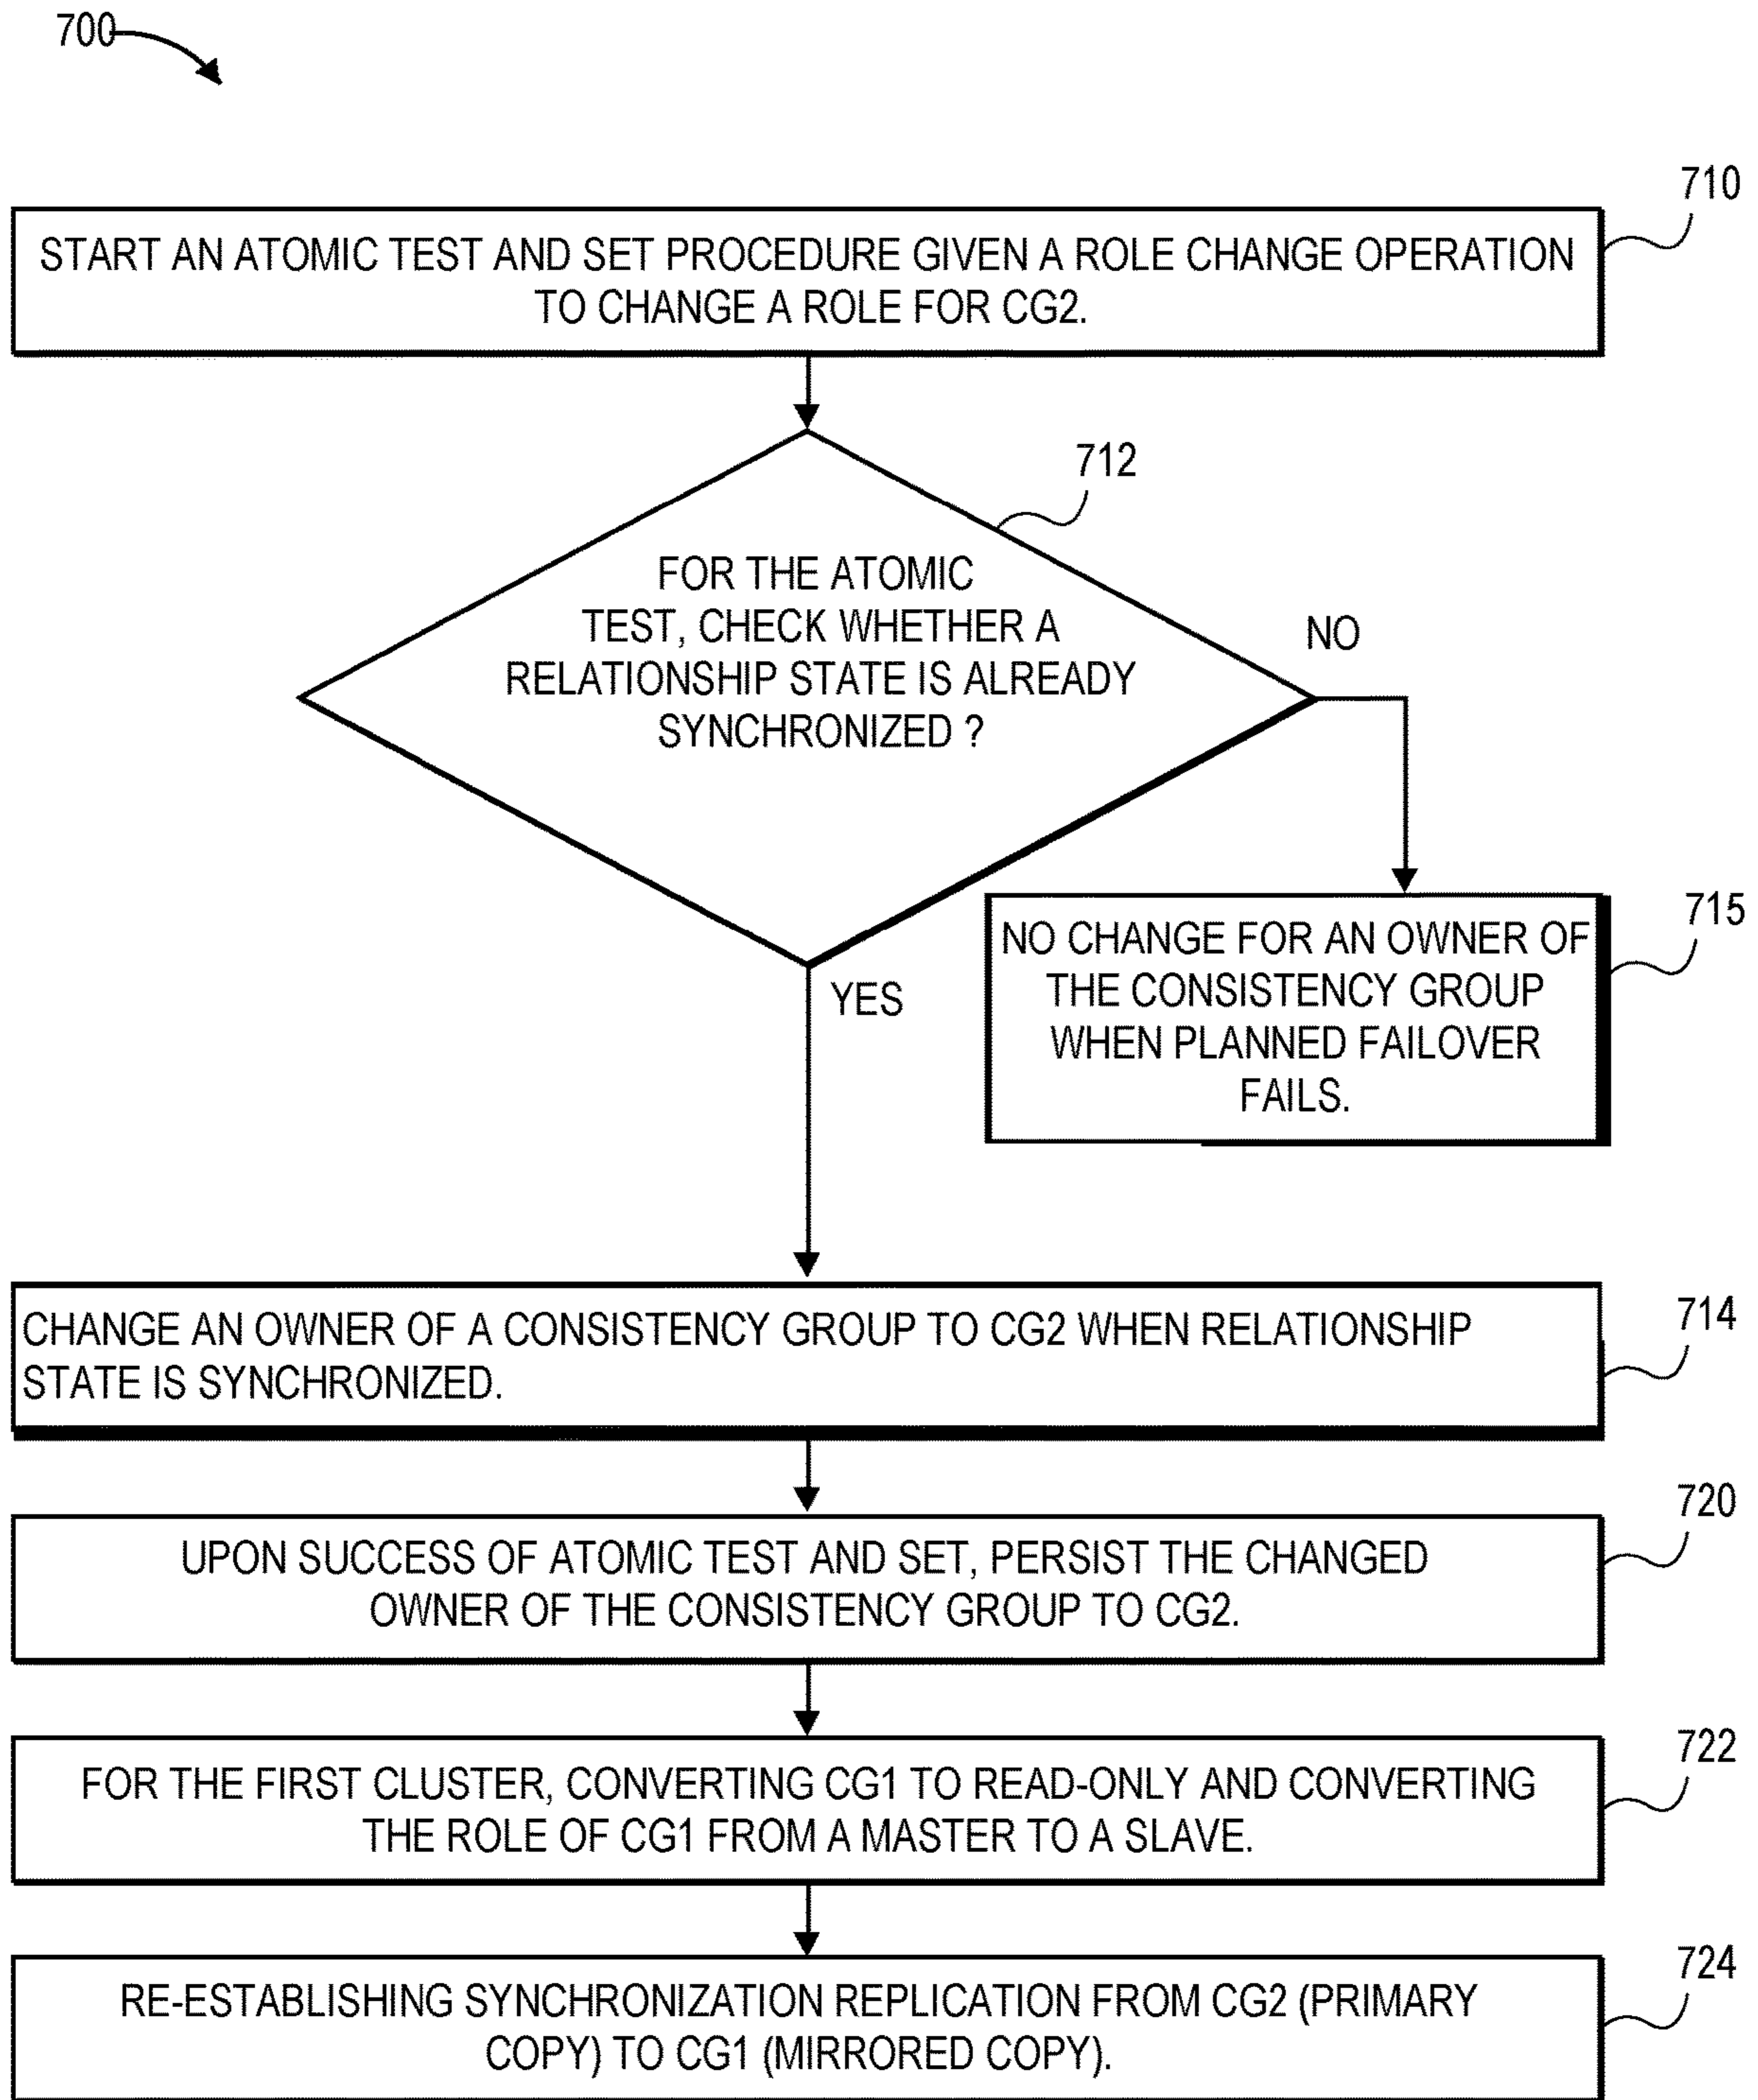 700
710
START AN ATOMIC TEST AND SET PROCEDURE GIVEN A ROLE CHANGE OPERATION
TO CHANGE A ROLE FOR CG2.
712
FOR THE ATOMIC
TEST, CHECK WHETHER A
RELATIONSHIP STATE IS ALREADY
SYNCHRONIZED ?
NO
YES
715
NO CHANGE FOR AN OWNER OF
THE CONSISTENCY GROUP
WHEN PLANNED FAILOVER
FAILS.
714
CHANGE AN OWNER OF A CONSISTENCY GROUP TO CG2 WHEN RELATIONSHIP
STATE IS SYNCHRONIZED.
720
UPON SUCCESS OF ATOMIC TEST AND SET, PERSIST THE CHANGED
OWNER OF THE CONSISTENCY GROUP TO CG2.
722
FOR THE FIRST CLUSTER, CONVERTING CG1 TO READ-ONLY AND CONVERTING
THE ROLE OF CG1 FROM A MASTER TO A SLAVE.
724
RE-ESTABLISHING SYNCHRONIZATION REPLICATION FROM CG2 (PRIMARY
COPY) TO CG1 (MIRRORED COPY).